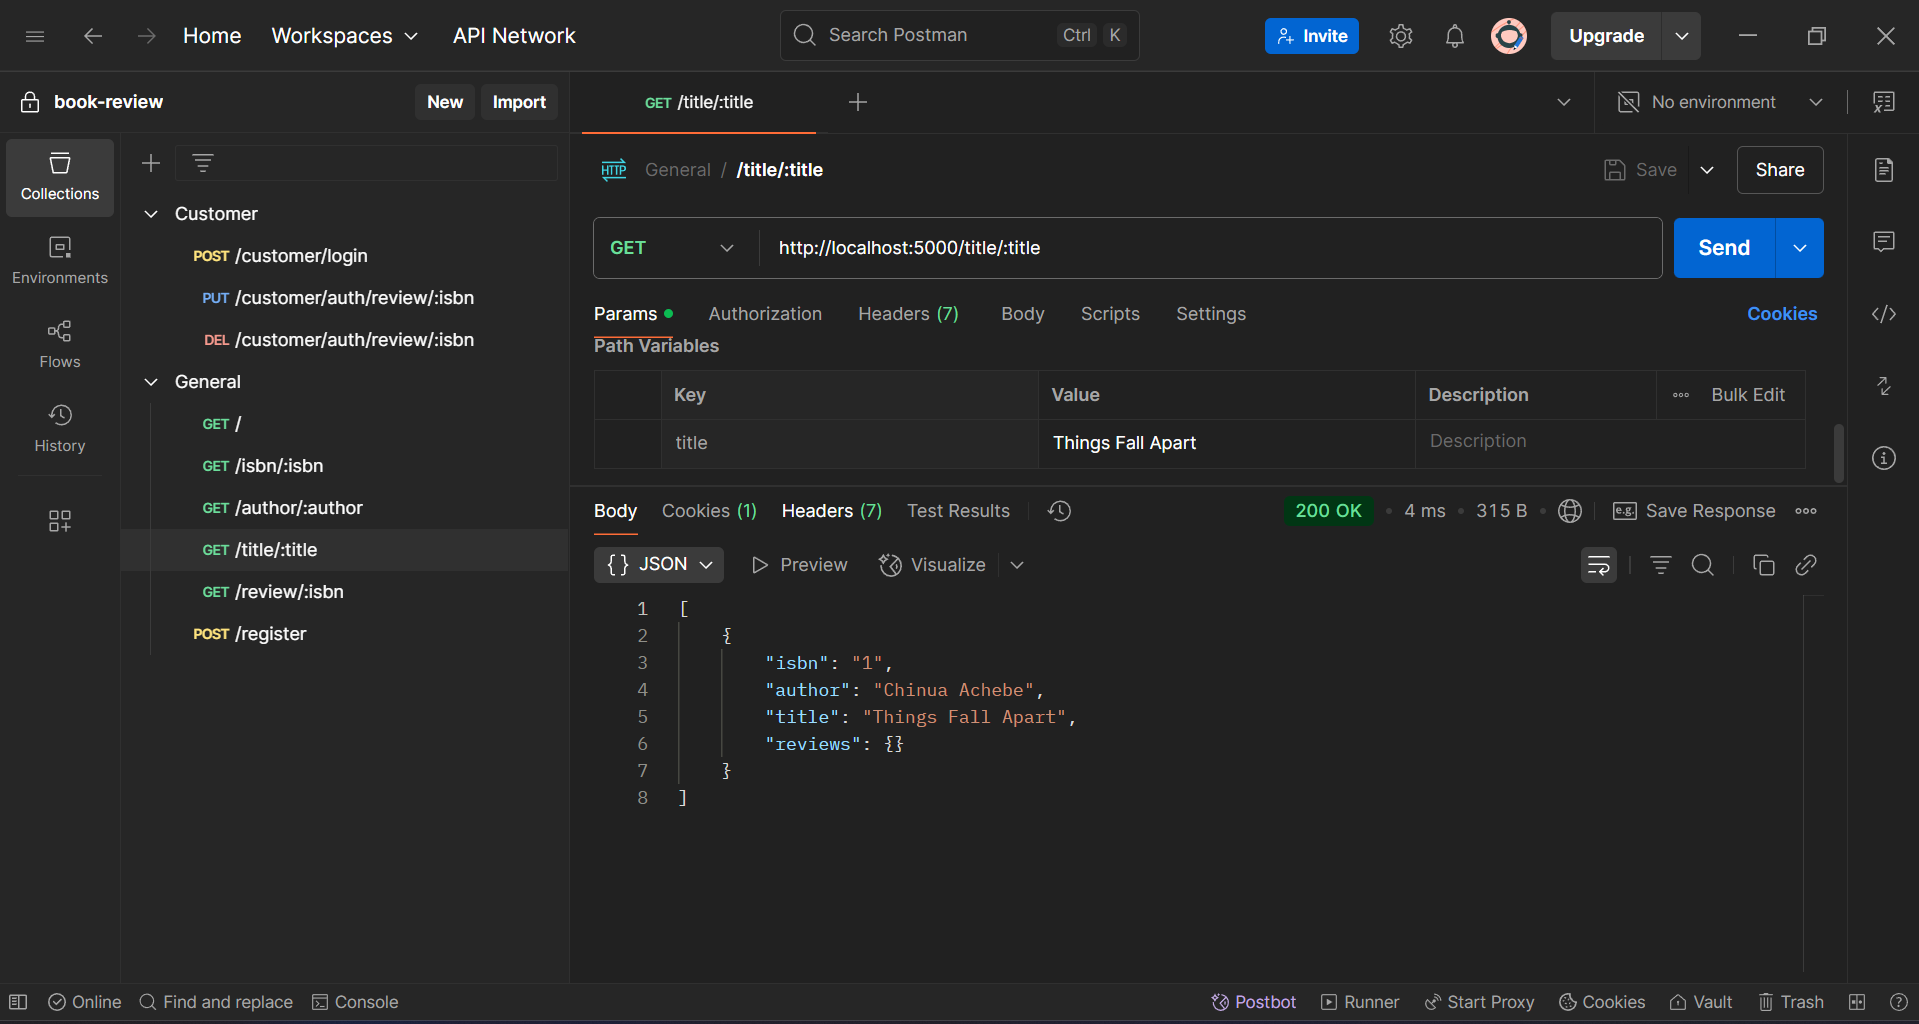 Home Workspaces API Network Search Postman Ctrl K Invite Upgrade
book-review New Import GET /title/:title No environment
Collections
Environments
Flows
History
Customer
POST /customer/login
PUT /customer/auth/review/:isbn
DEL /customer/auth/review/:isbn
General
GET /
GET /isbn/:isbn
GET /author/:author
GET /title/:title
GET /review/:isbn
POST /register
HTTP General / /title/:title Save Share
GET http://localhost:5000/title/:title Send
Params Authorization Headers (7) Body Scripts Settings Cookies
Path Variables
Key Value Description Bulk Edit
title Things Fall Apart Description
Body Cookies (1) Headers (7) Test Results 200 OK • 4 ms • 315 B • e.g. Save Response
{} JSON Preview Visualize
1 [
2 {
3 "isbn": "1",
4 "author": "Chinua Achebe",
5 "title": "Things Fall Apart",
6 "reviews": {}
7 }
8 ]
Online Find and replace Console Postbot Runner Start Proxy Cookies Vault Trash